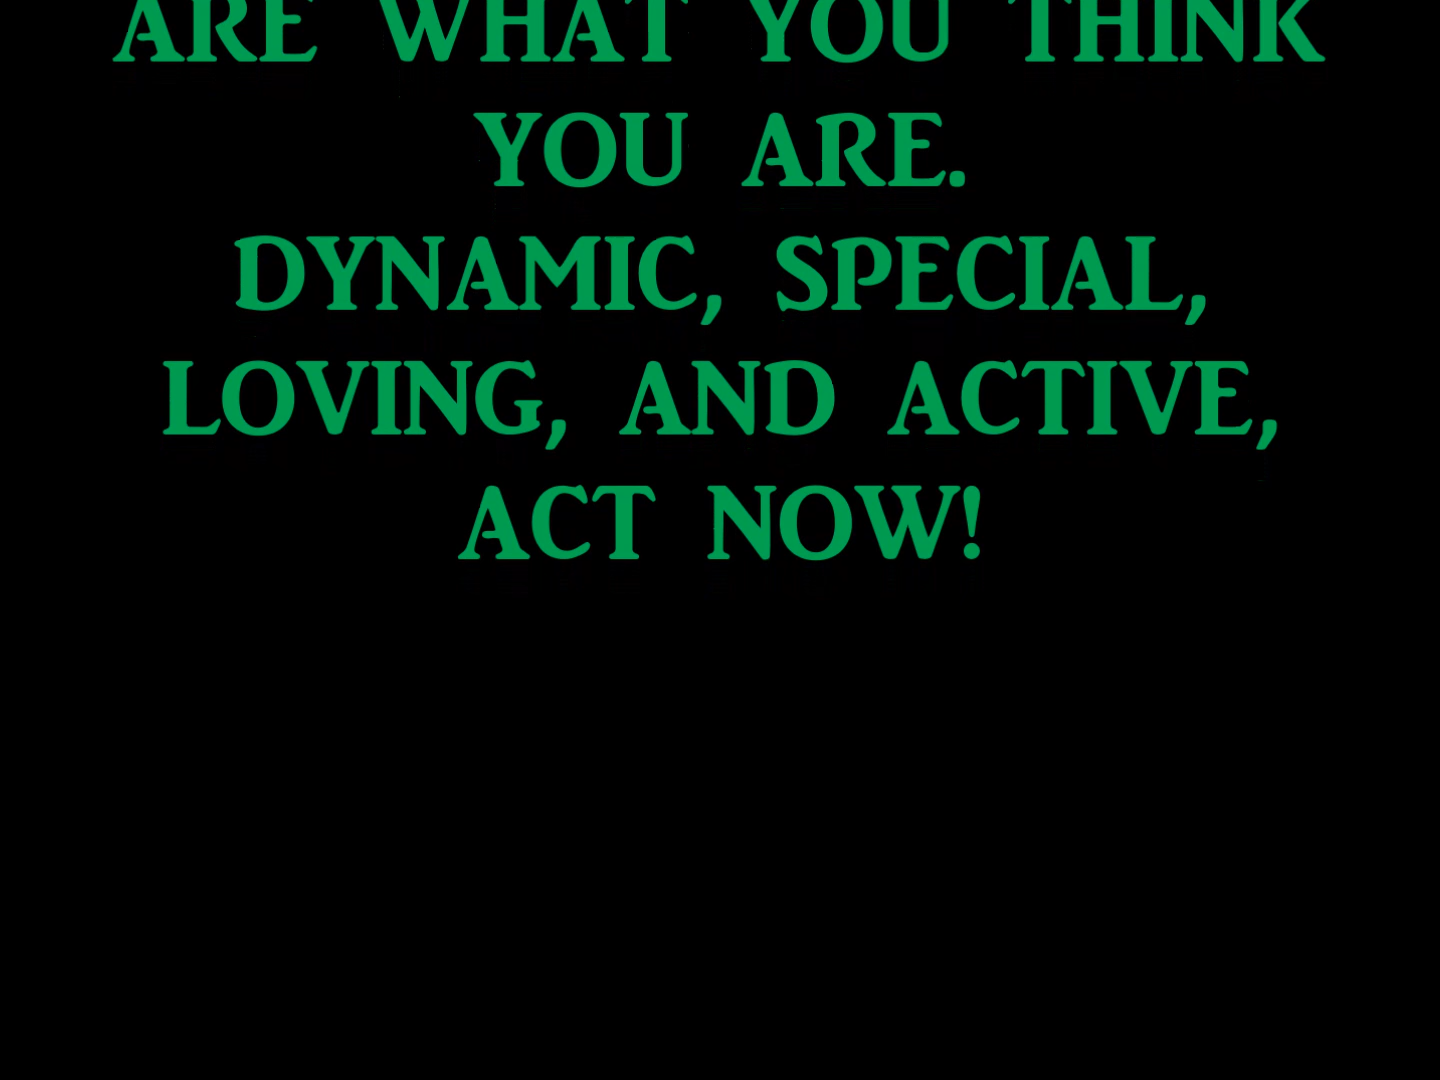 ARE WHAT YOU THINK
YOU ARE.
DYNAMIC, SPECIAL,
LOVING, AND ACTIVE,
ACT NOW!